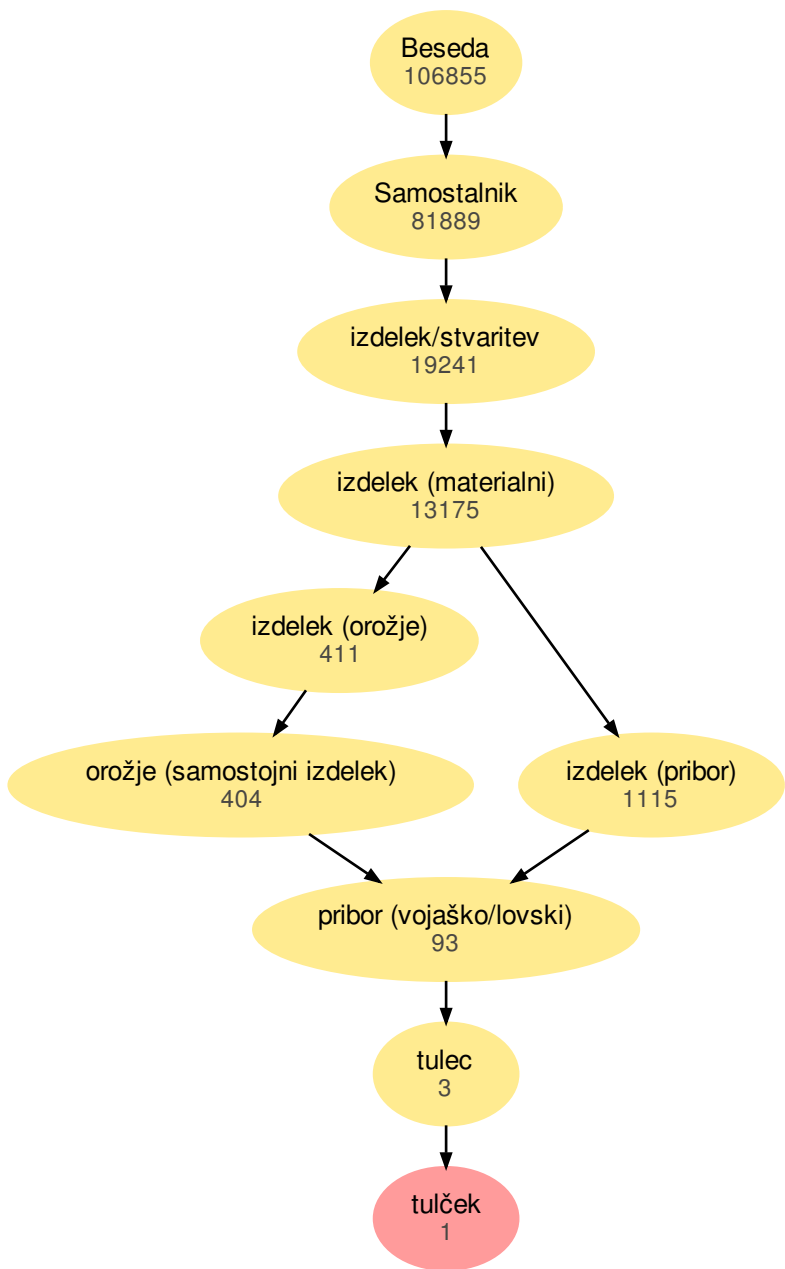 Beseda
106855
Samostalnik
81889
izdelek/stvaritev
19241
izdelek (materialni)
13175
izdelek (orožje)
411
orožje (samostojni izdelek)
404
izdelek (pribor)
1115
pribor (vojaško/lovski)
93
tulec
3
tulček
1